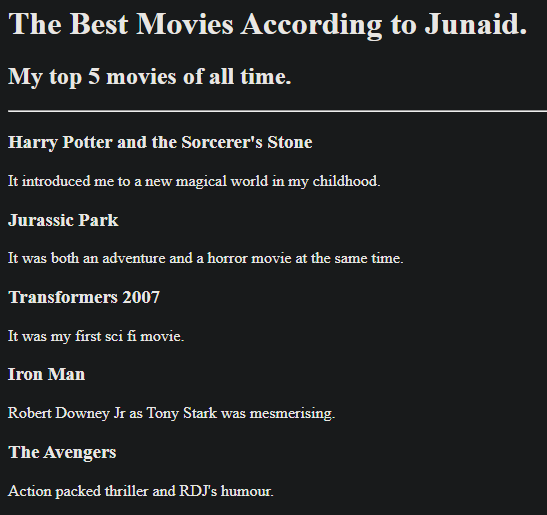 The Best Movies According to Junaid.
My top 5 movies of all time.
Harry Potter and the Sorcerer's Stone
It introduced me to a new magical world in my childhood.
Jurassic Park
It was both an adventure and a horror movie at the same time.
Transformers 2007
It was my first sci fi movie.
Iron Man
Robert Downey Jr as Tony Stark was mesmerising.
The Avengers
Action packed thriller and RDJ's humour.